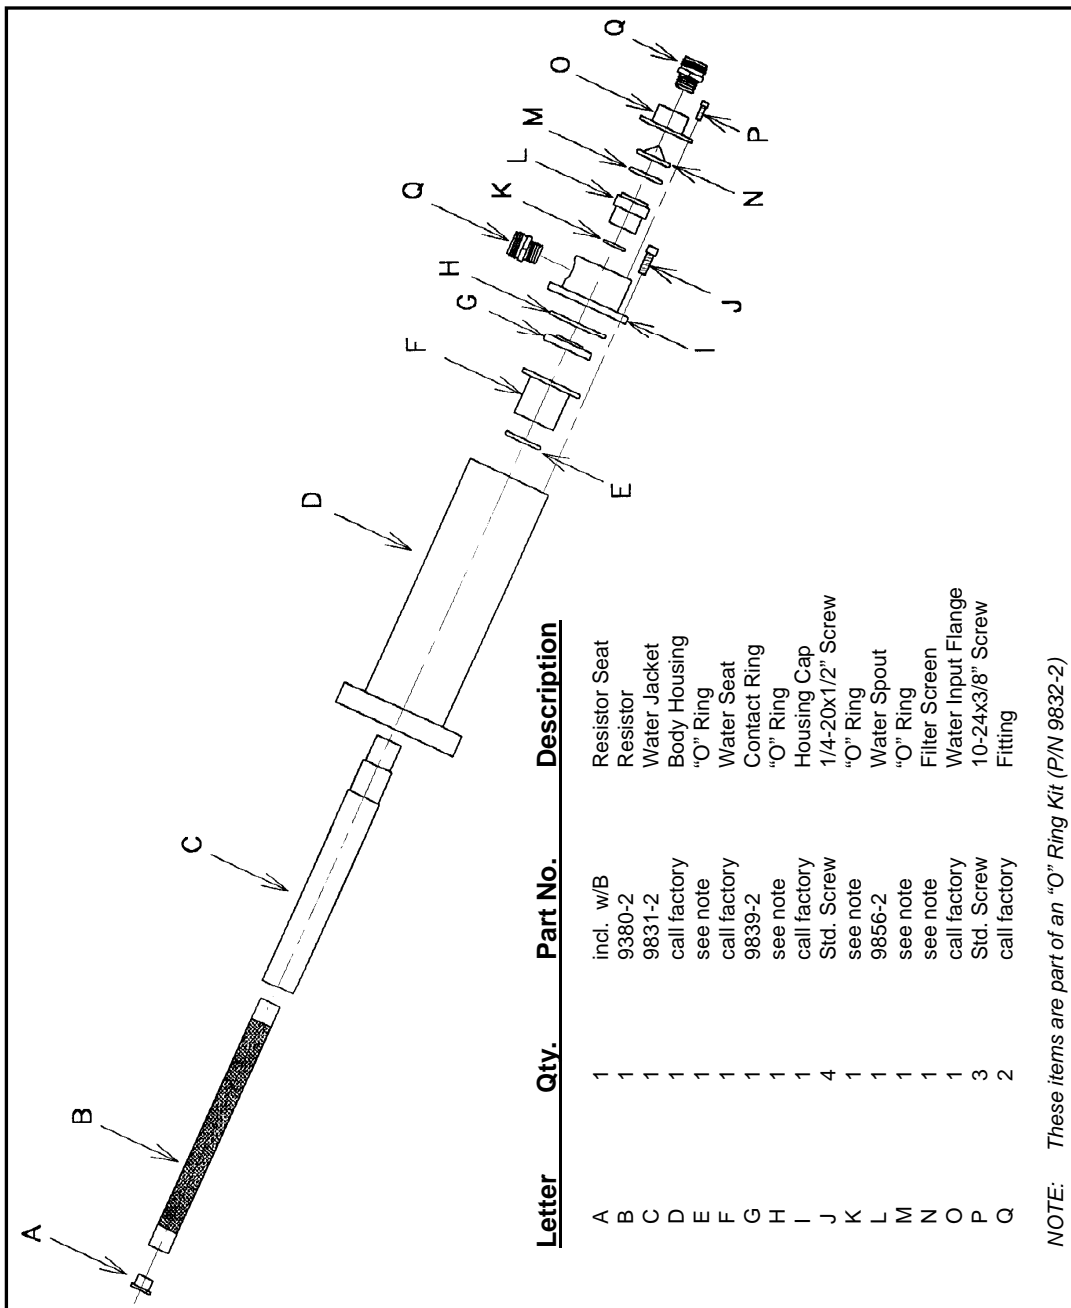 A
B
C
D
E
F
G
H
I
J
K
L
M
N
O
P
Q
Q
Letter Qty. Part No. Description
A 1 incl. w/B Resistor Seat
B 1 9380-2 Resistor
C 1 9831-2 Water Jacket
D 1 call factory Body Housing
E 1 see note “O” Ring
F 1 call factory Water Seat
G 1 9839-2 Contact Ring
H 1 see note “O” Ring
I 1 call factory Housing Cap
J 4 Std. Screw 1/4-20x1/2” Screw
K 1 see note “O” Ring
L 1 9856-2 Water Spout
M 1 see note “O” Ring
N 1 see note Filter Screen
O 1 call factory Water Input Flange
P 3 Std. Screw 10-24x3/8” Screw
Q 2 call factory Fitting
NOTE: These items are part of an “O” Ring Kit (P/N 9832-2)